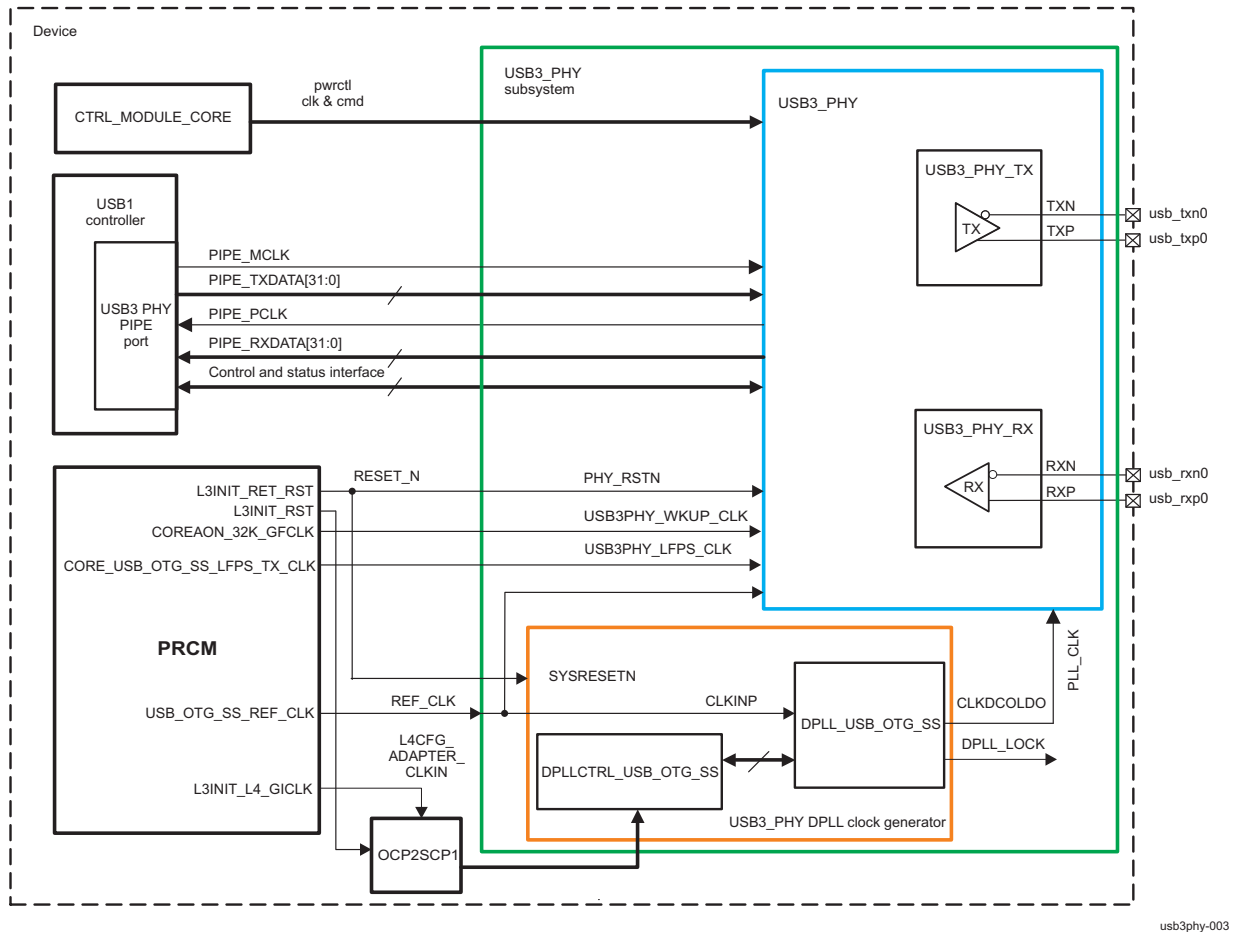 Device
pwrctl
clk & cmd
CTRL_MODULE_CORE
USB3_PHY
subsystem
USB3_PHY
USB3_PHY_TX
TX
TXN
TXP
usb_txn0
usb_txp0
USB1
controller
USB3 PHY
PIPE
port
PIPE_MCLK
PIPE_TXDATA[31:0]
PIPE_PCLK
PIPE_RXDATA[31:0]
Control and status interface
USB3_PHY_RX
RX
RXN
RXP
usb_rxn0
usb_rxp0
L3INIT_RET_RST
L3INIT_RST
COREAON_32K_GFCLK
CORE_USB_OTG_SS_LFPS_TX_CLK
PRCM
USB_OTG_SS_REF_CLK
L3INIT_L4_GICLK
RESET_N
PHY_RSTN
USB3PHY_WKUP_CLK
USB3PHY_LFPS_CLK
REF_CLK
L4CFG_
ADAPTER_
CLKIN
OCP2SCP1
SYSRESETN
CLKINP
DPLL_USB_OTG_SS
DPLLCTRL_USB_OTG_SS
USB3_PHY DPLL clock generator
CLKDCOLDO
PLL_CLK
DPLL_LOCK
usb3phy-003